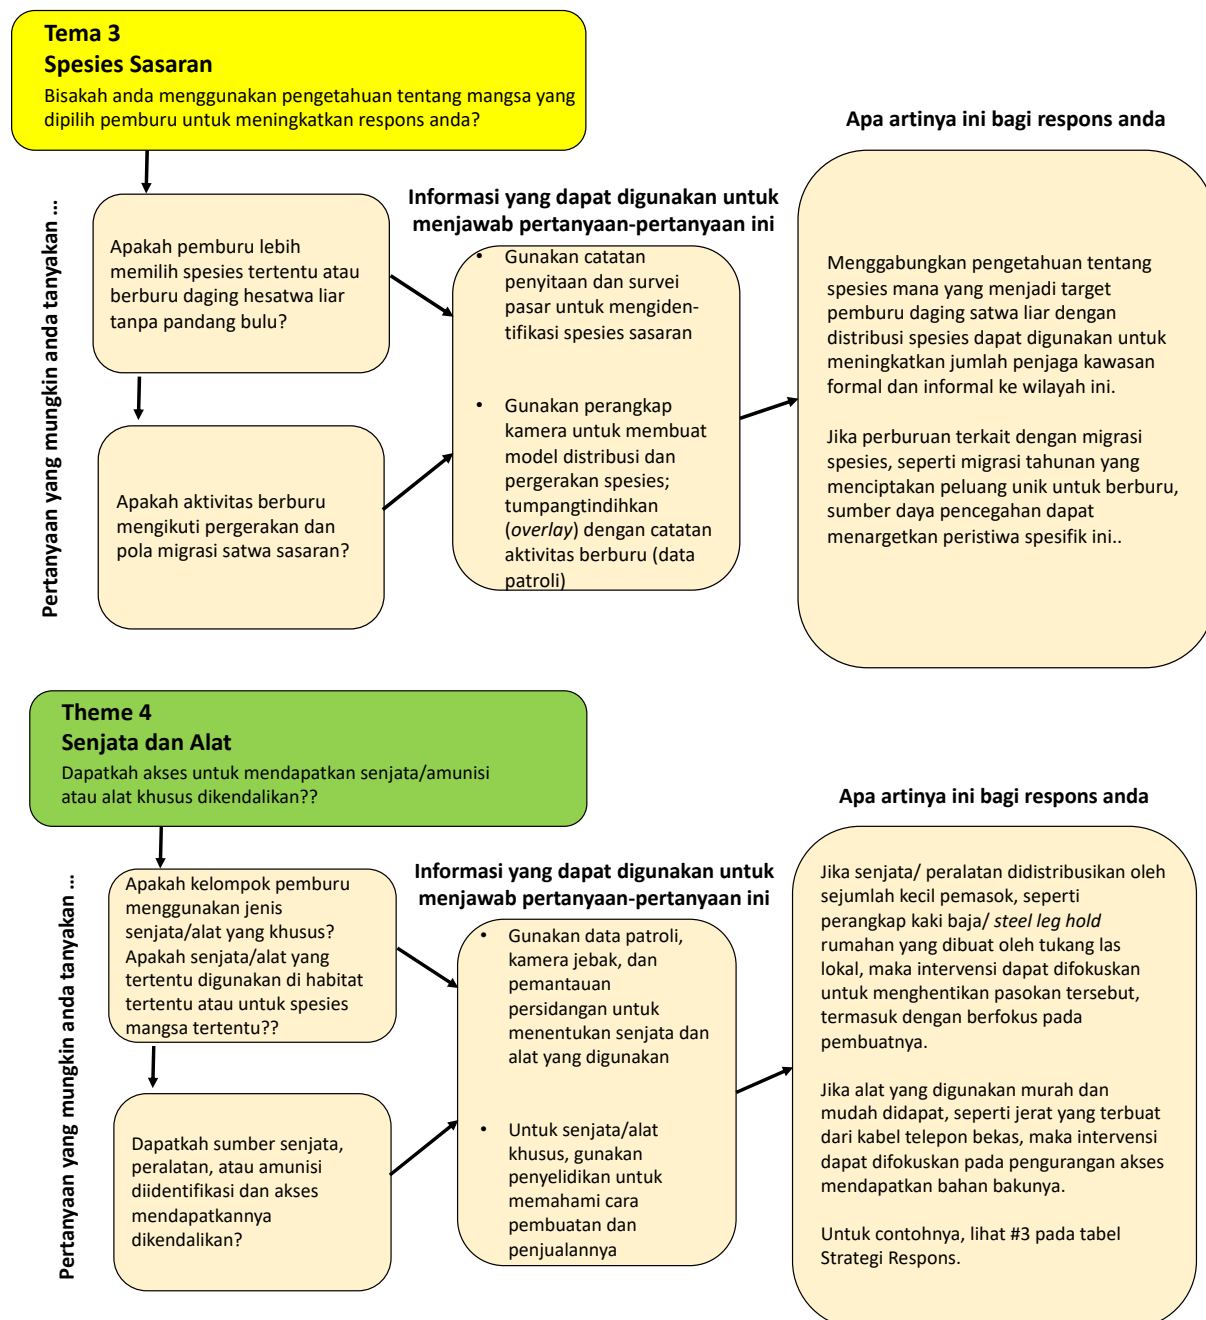 Tema 3
Spesies Sasaran
Bisakah anda menggunakan pengetahuan tentang mangsa yang
dipilih pemburu untuk meningkatkan respons anda?
Pertanyaan yang mungkin anda tanyakan ...
Apakah pemburu lebih
memilih spesies tertentu atau
berburu daging hesatwa liar
tanpa pandang bulu?
Apakah aktivitas berburu
mengikuti pergerakan dan
pola migrasi satwa sasaran?
Informasi yang dapat digunakan untuk
menjawab pertanyaan-pertanyaan ini
• Gunakan catatan
penyitaan dan survei
pasar untuk mengiden-
tifikasi spesies sasaran
• Gunakan perangkap
kamera untuk membuat
model distribusi dan
pergerakan spesies;
tumpangtindihkan
(overlay) dengan catatan
aktivitas berburu (data
patroli)
Apa artinya ini bagi respons anda
Menggabungkan pengetahuan tentang
spesies mana yang menjadi target
pemburu daging satwa liar dengan
distribusi spesies dapat digunakan untuk
meningkatkan jumlah penjaga kawasan
formal dan informal ke wilayah ini.
Jika perburuan terkait dengan migrasi
spesies, seperti migrasi tahunan yang
menciptakan peluang unik untuk berburu,
sumber daya pencegahan dapat
menargetkan peristiwa spesifik ini..
Theme 4
Senjata dan Alat
Dapatkah akses untuk mendapatkan senjata/amunisi
atau alat khusus dikendalikan??
Pertanyaan yang mungkin anda tanyakan ...
Apakah kelompok pemburu
menggunakan jenis
senjata/alat yang khusus?
Apakah senjata/alat yang
tertentu digunakan di habitat
tertentu atau untuk spesies
mangsa tertentu??
Dapatkah sumber senjata,
peralatan, atau amunisi
diidentifikasi dan akses
mendapatkannya
dikendalikan?
Informasi yang dapat digunakan untuk
menjawab pertanyaan-pertanyaan ini
• Gunakan data patroli,
kamera jebak, dan
pemantauan
persidangan untuk
menentukan senjata dan
alat yang digunakan
• Untuk senjata/alat
khusus, gunakan
penyelidikan untuk
memahami cara
pembuatan dan
penjualannya
Apa artinya ini bagi respons anda
Jika senjata/ peralatan didistribusikan oleh
sejumlah kecil pemasok, seperti
perangkap kaki baja/ steel leg hold
rumahan yang dibuat oleh tukang las
lokal, maka intervensi dapat difokuskan
untuk menghentikan pasokan tersebut,
termasuk dengan berfokus pada
pembuatnya.
Jika alat yang digunakan murah dan
mudah didapat, seperti jerat yang terbuat
dari kabel telepon bekas, maka intervensi
dapat difokuskan pada pengurangan akses
mendapatkan bahan bakunya.
Untuk contohnya, lihat #3 pada tabel
Strategi Respons.